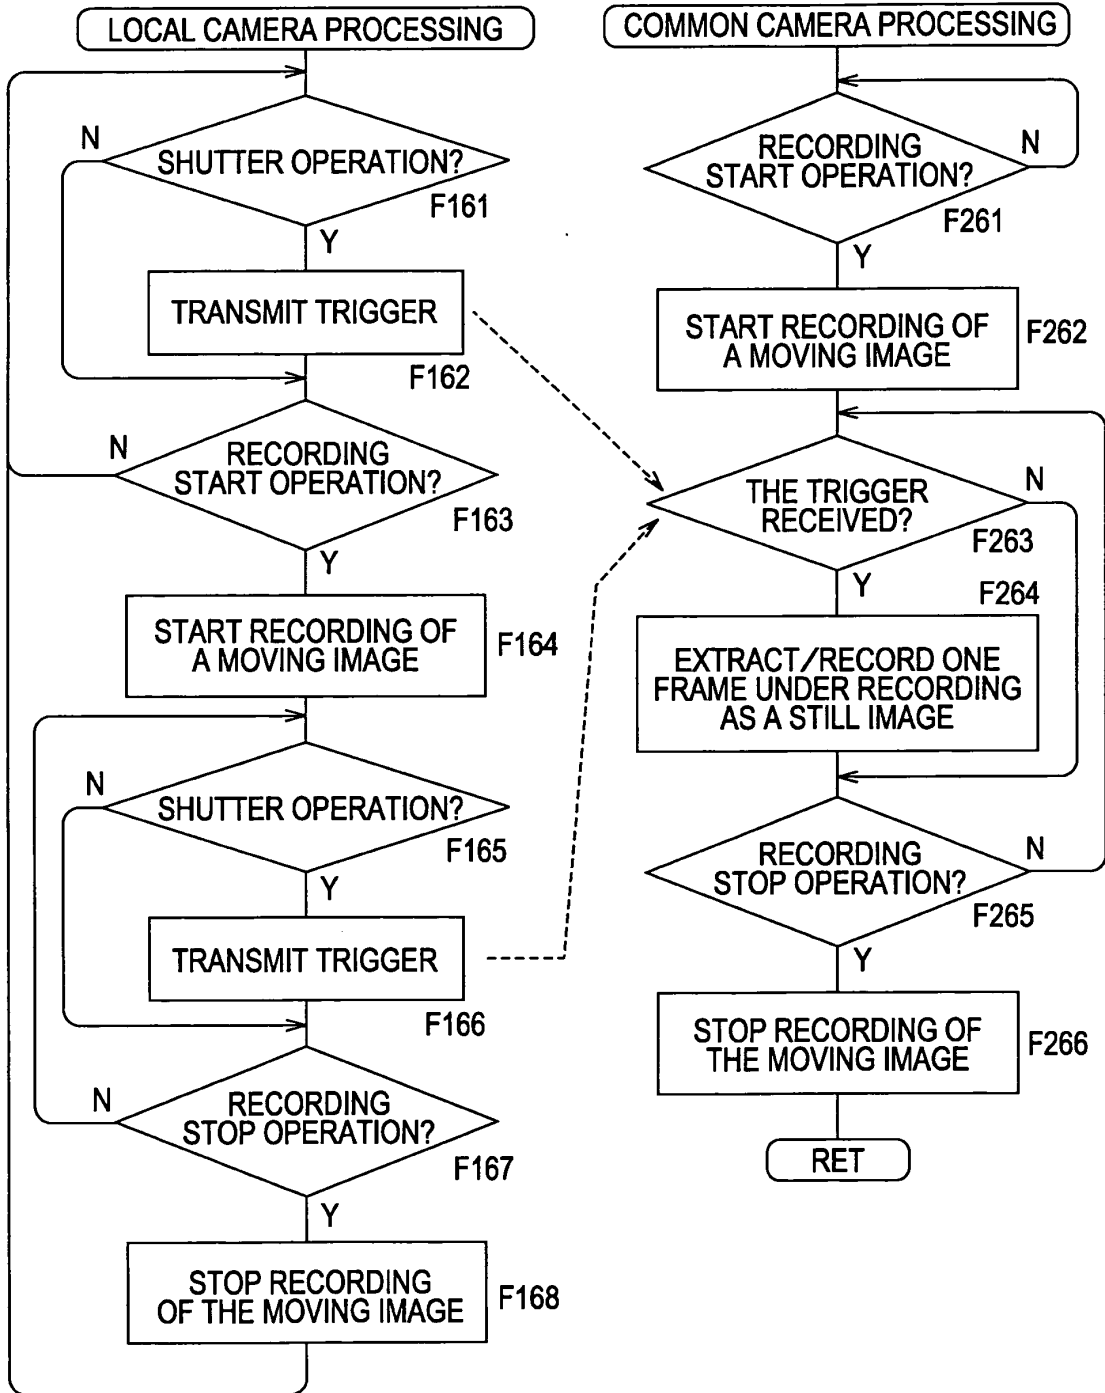 LOCAL CAMERA PROCESSING
N
SHUTTER OPERATION?
F161
Y
TRANSMIT TRIGGER
F162
N
RECORDING
START OPERATION?
F163
Y
START RECORDING OF
A MOVING IMAGE
F164
N
SHUTTER OPERATION?
F165
Y
TRANSMIT TRIGGER
F166
N
RECORDING
STOP OPERATION?
F167
Y
STOP RECORDING
OF THE MOVING IMAGE
F168
COMMON CAMERA PROCESSING
RECORDING
START OPERATION?
N
F261
Y
START RECORDING OF
A MOVING IMAGE
F262
THE TRIGGER
RECEIVED?
N
F263
Y
F264
EXTRACT/RECORD ONE
FRAME UNDER RECORDING
AS A STILL IMAGE
RECORDING
STOP OPERATION?
N
F265
Y
STOP RECORDING OF
THE MOVING IMAGE
F266
RET